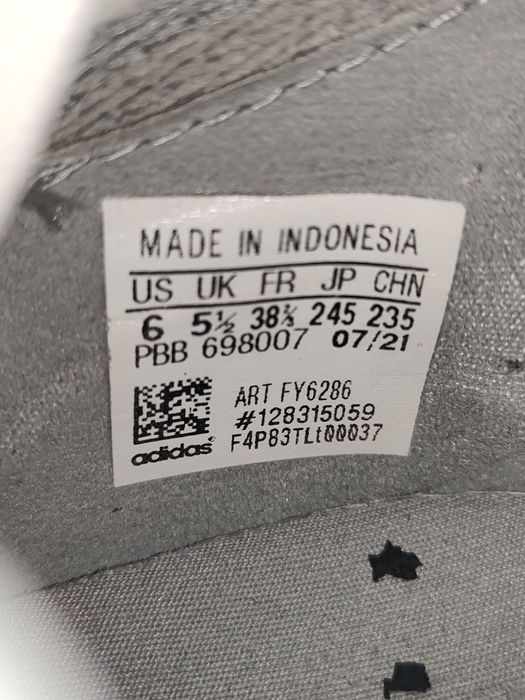 MADE IN INDONESIA
US UK FR JP CHN
6 5½ 38⅔ 245 235
PBB 698007 07/21
ART FY6286
#128315059
F4P83TLt00037
adidas